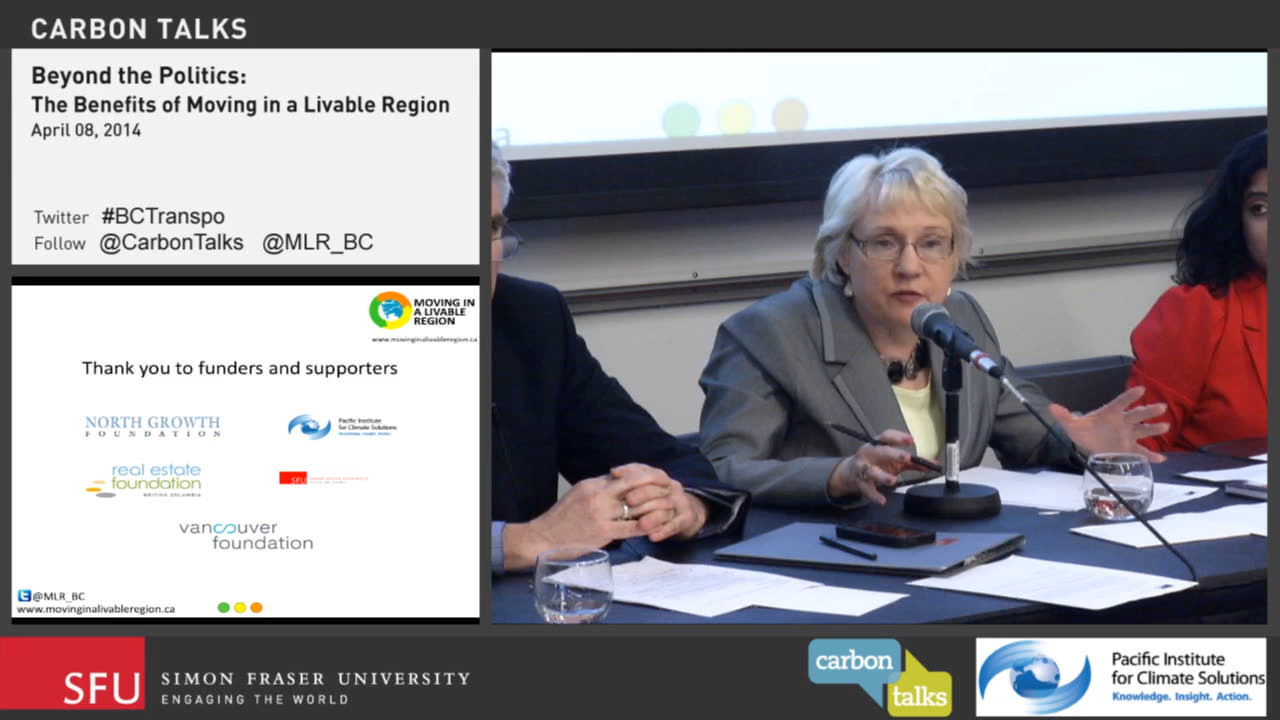 CARBON TALKS
Beyond the Politics:
The Benefits of Moving in a Livable Region
April 08, 2014
Twitter #BCTranspo
Follow @CarbonTalks @MLR_BC
MOVING IN
A LIVABLE
REGION
www.movinginalivableregion.ca
Thank you to funders and supporters
NORTH GROWTH
FOUNDATION
Pacific Institute
for Climate Solutions
Knowledge. Insight. Action.
real estate
foundation
BRITISH COLUMBIA
SFU
vancouver
foundation
@MLR_BC
www.movinginalivableregion.ca
SFU
SIMON FRASER UNIVERSITY
ENGAGING THE WORLD
carbon
talks
Pacific Institute
for Climate Solutions
Knowledge. Insight. Action.